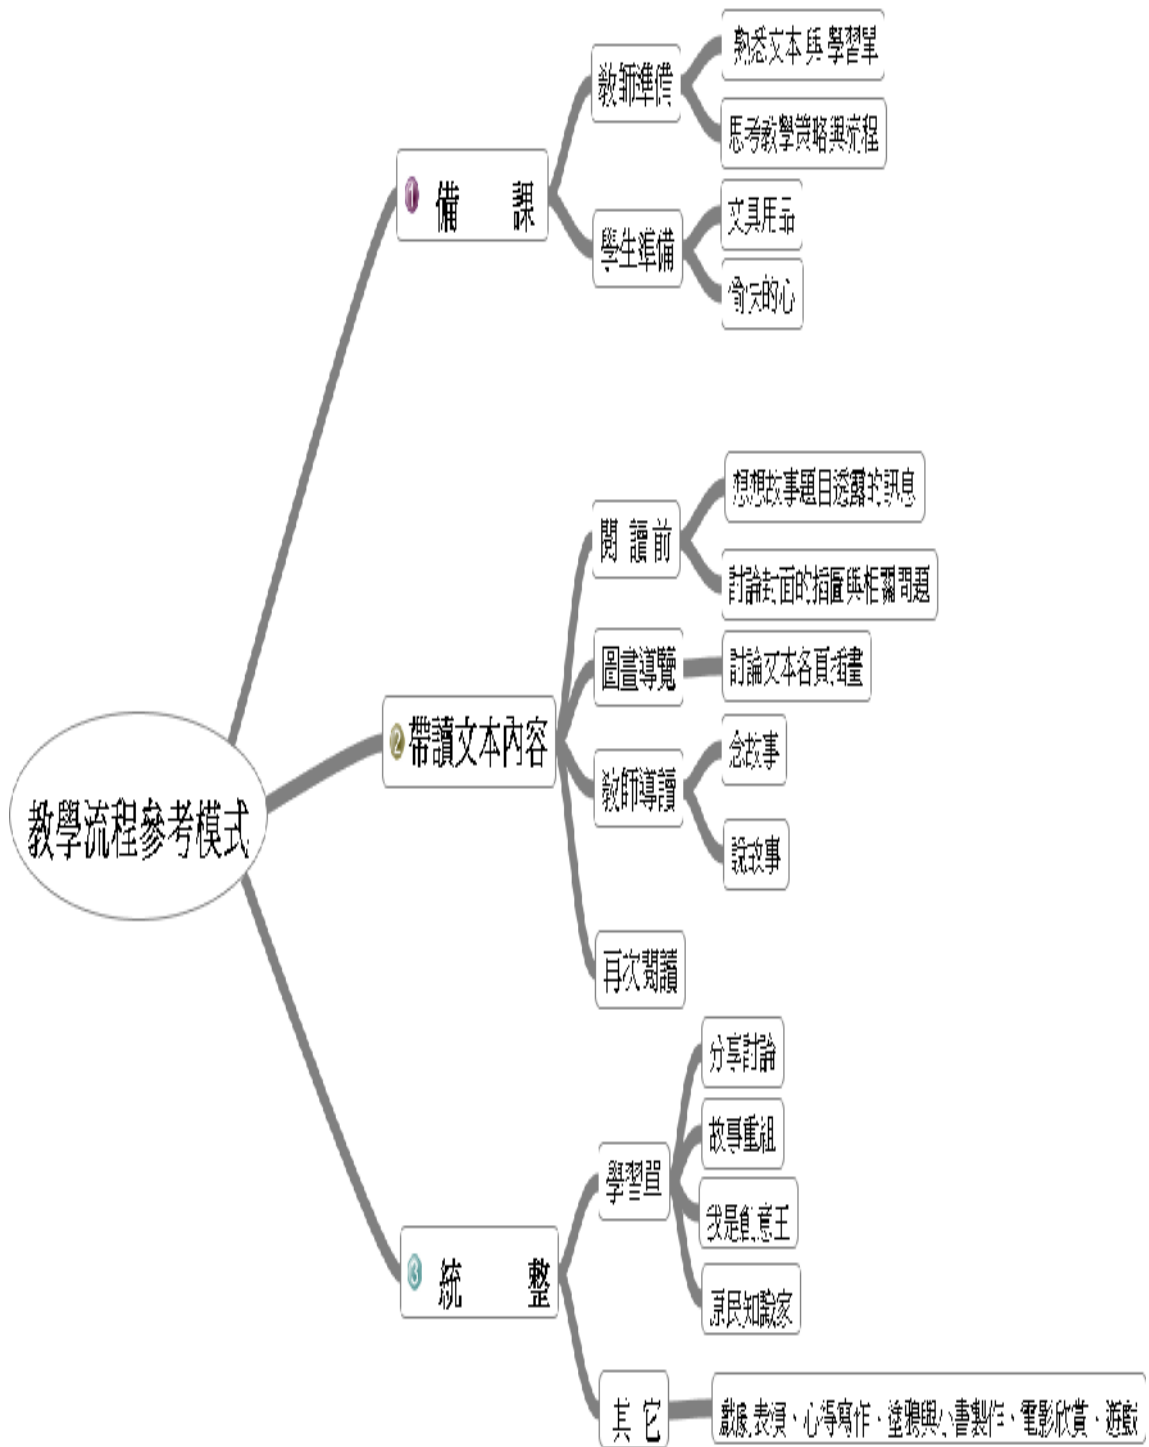 教學流程參考模式
1 備 課
教師準備
熟悉文本與學習單
思考教學策略與流程
學生準備
文具用品
愉快的心
2 帶讀文本內容
閱讀前
想想故事題目透露的訊息
討論封面的插圖與相關問題
圖畫導覽
討論文本各頁插畫
教師導讀
念故事
說故事
再次閱讀
3 統 整
學習單
分享討論
故事重組
我是創意王
原民知識家
其它
戲劇表演、心得寫作、塗鴉與小書製作、電影欣賞、遊戲